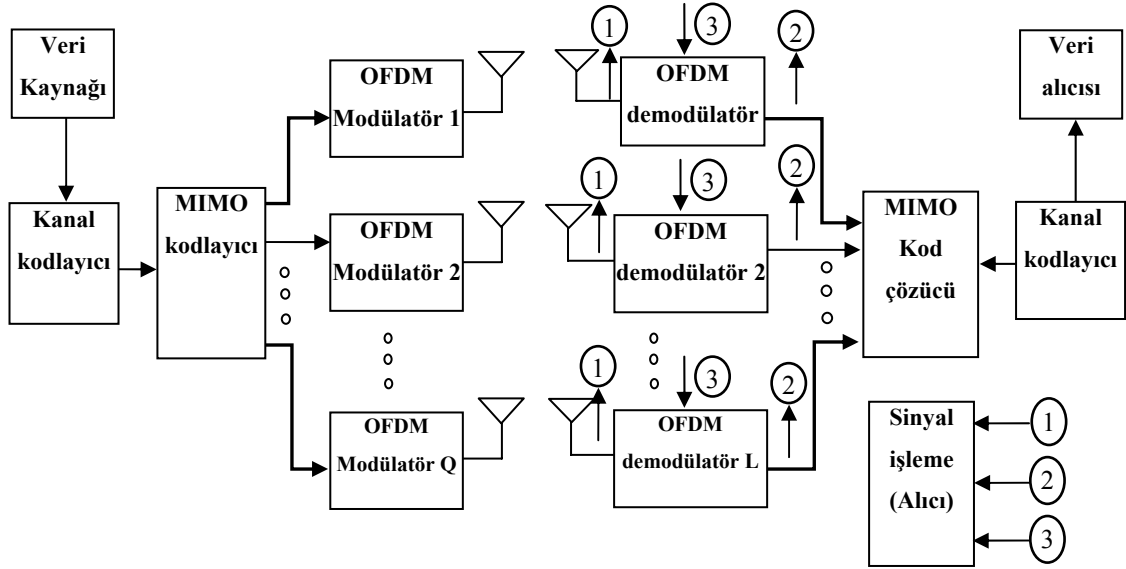 Veri
Kaynağı
Kanal
kodlayıcı
MIMO
kodlayıcı
OFDM
Modülatör 1
OFDM
Modülatör 2
OFDM
Modülatör Q
1
3
2
OFDM
demodülatör
1
3
2
OFDM
demodülatör 2
1
3
2
OFDM
demodülatör L
MIMO
Kod
çözücü
Veri
alıcısı
Kanal
kodlayıcı
Sinyal
işleme
(Alıcı)
1
2
3